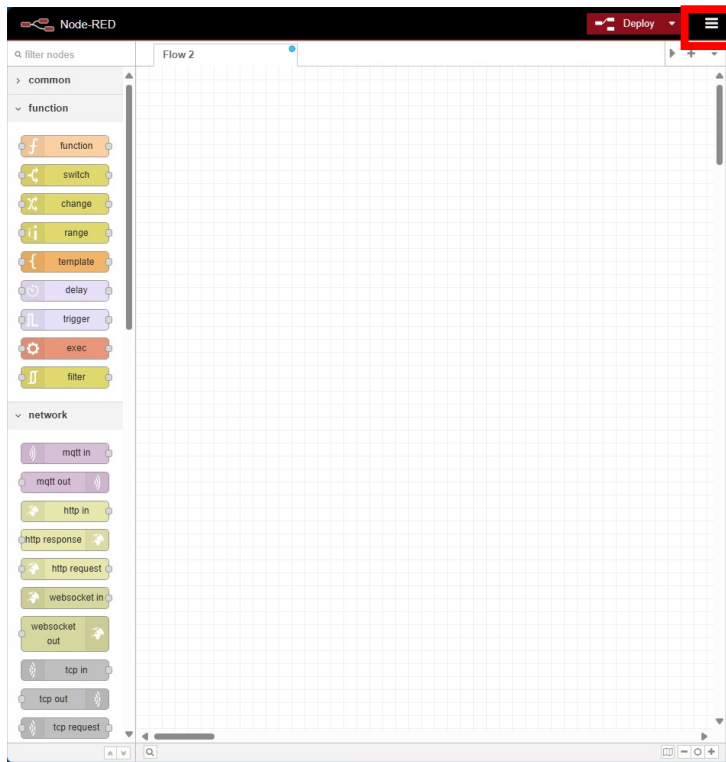 Node-RED
Deploy
filter nodes
Flow 2
common
function
function
switch
change
range
template
delay
trigger
exec
filter
network
mqtt in
mqtt out
http in
http response
http request
websocket in
websocket
out
tcp in
tcp out
tcp request